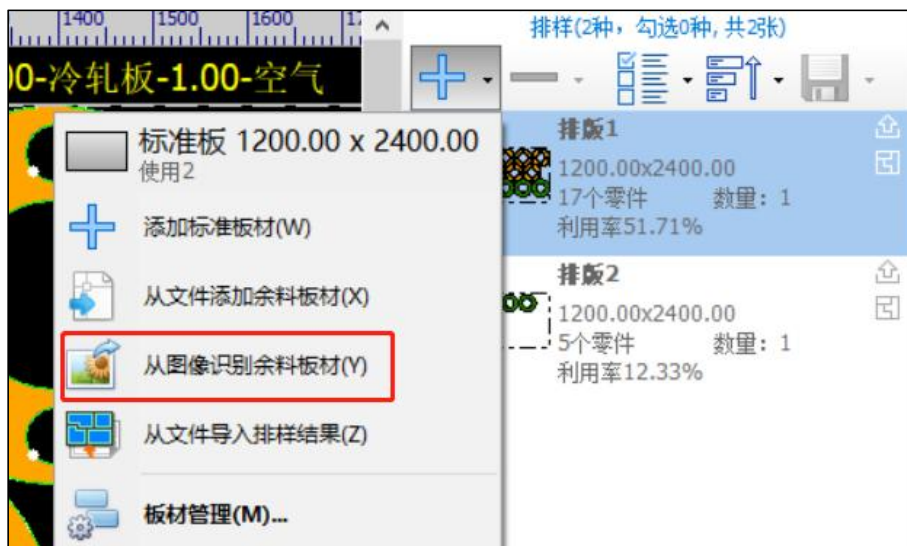 1400 1500 1600 1
排样(2种，勾选0种, 共2张)
00-冷轧板-1.00-空气
标准板 1200.00 x 2400.00
使用2
添加标准板材(W)
从文件添加余料板材(X)
从图像识别余料板材(Y)
从文件导入排样结果(Z)
板材管理(M)...
排版1
1200.00x2400.00
17个零件 数量: 1
利用率51.71%
排版2
1200.00x2400.00
5个零件 数量: 1
利用率12.33%